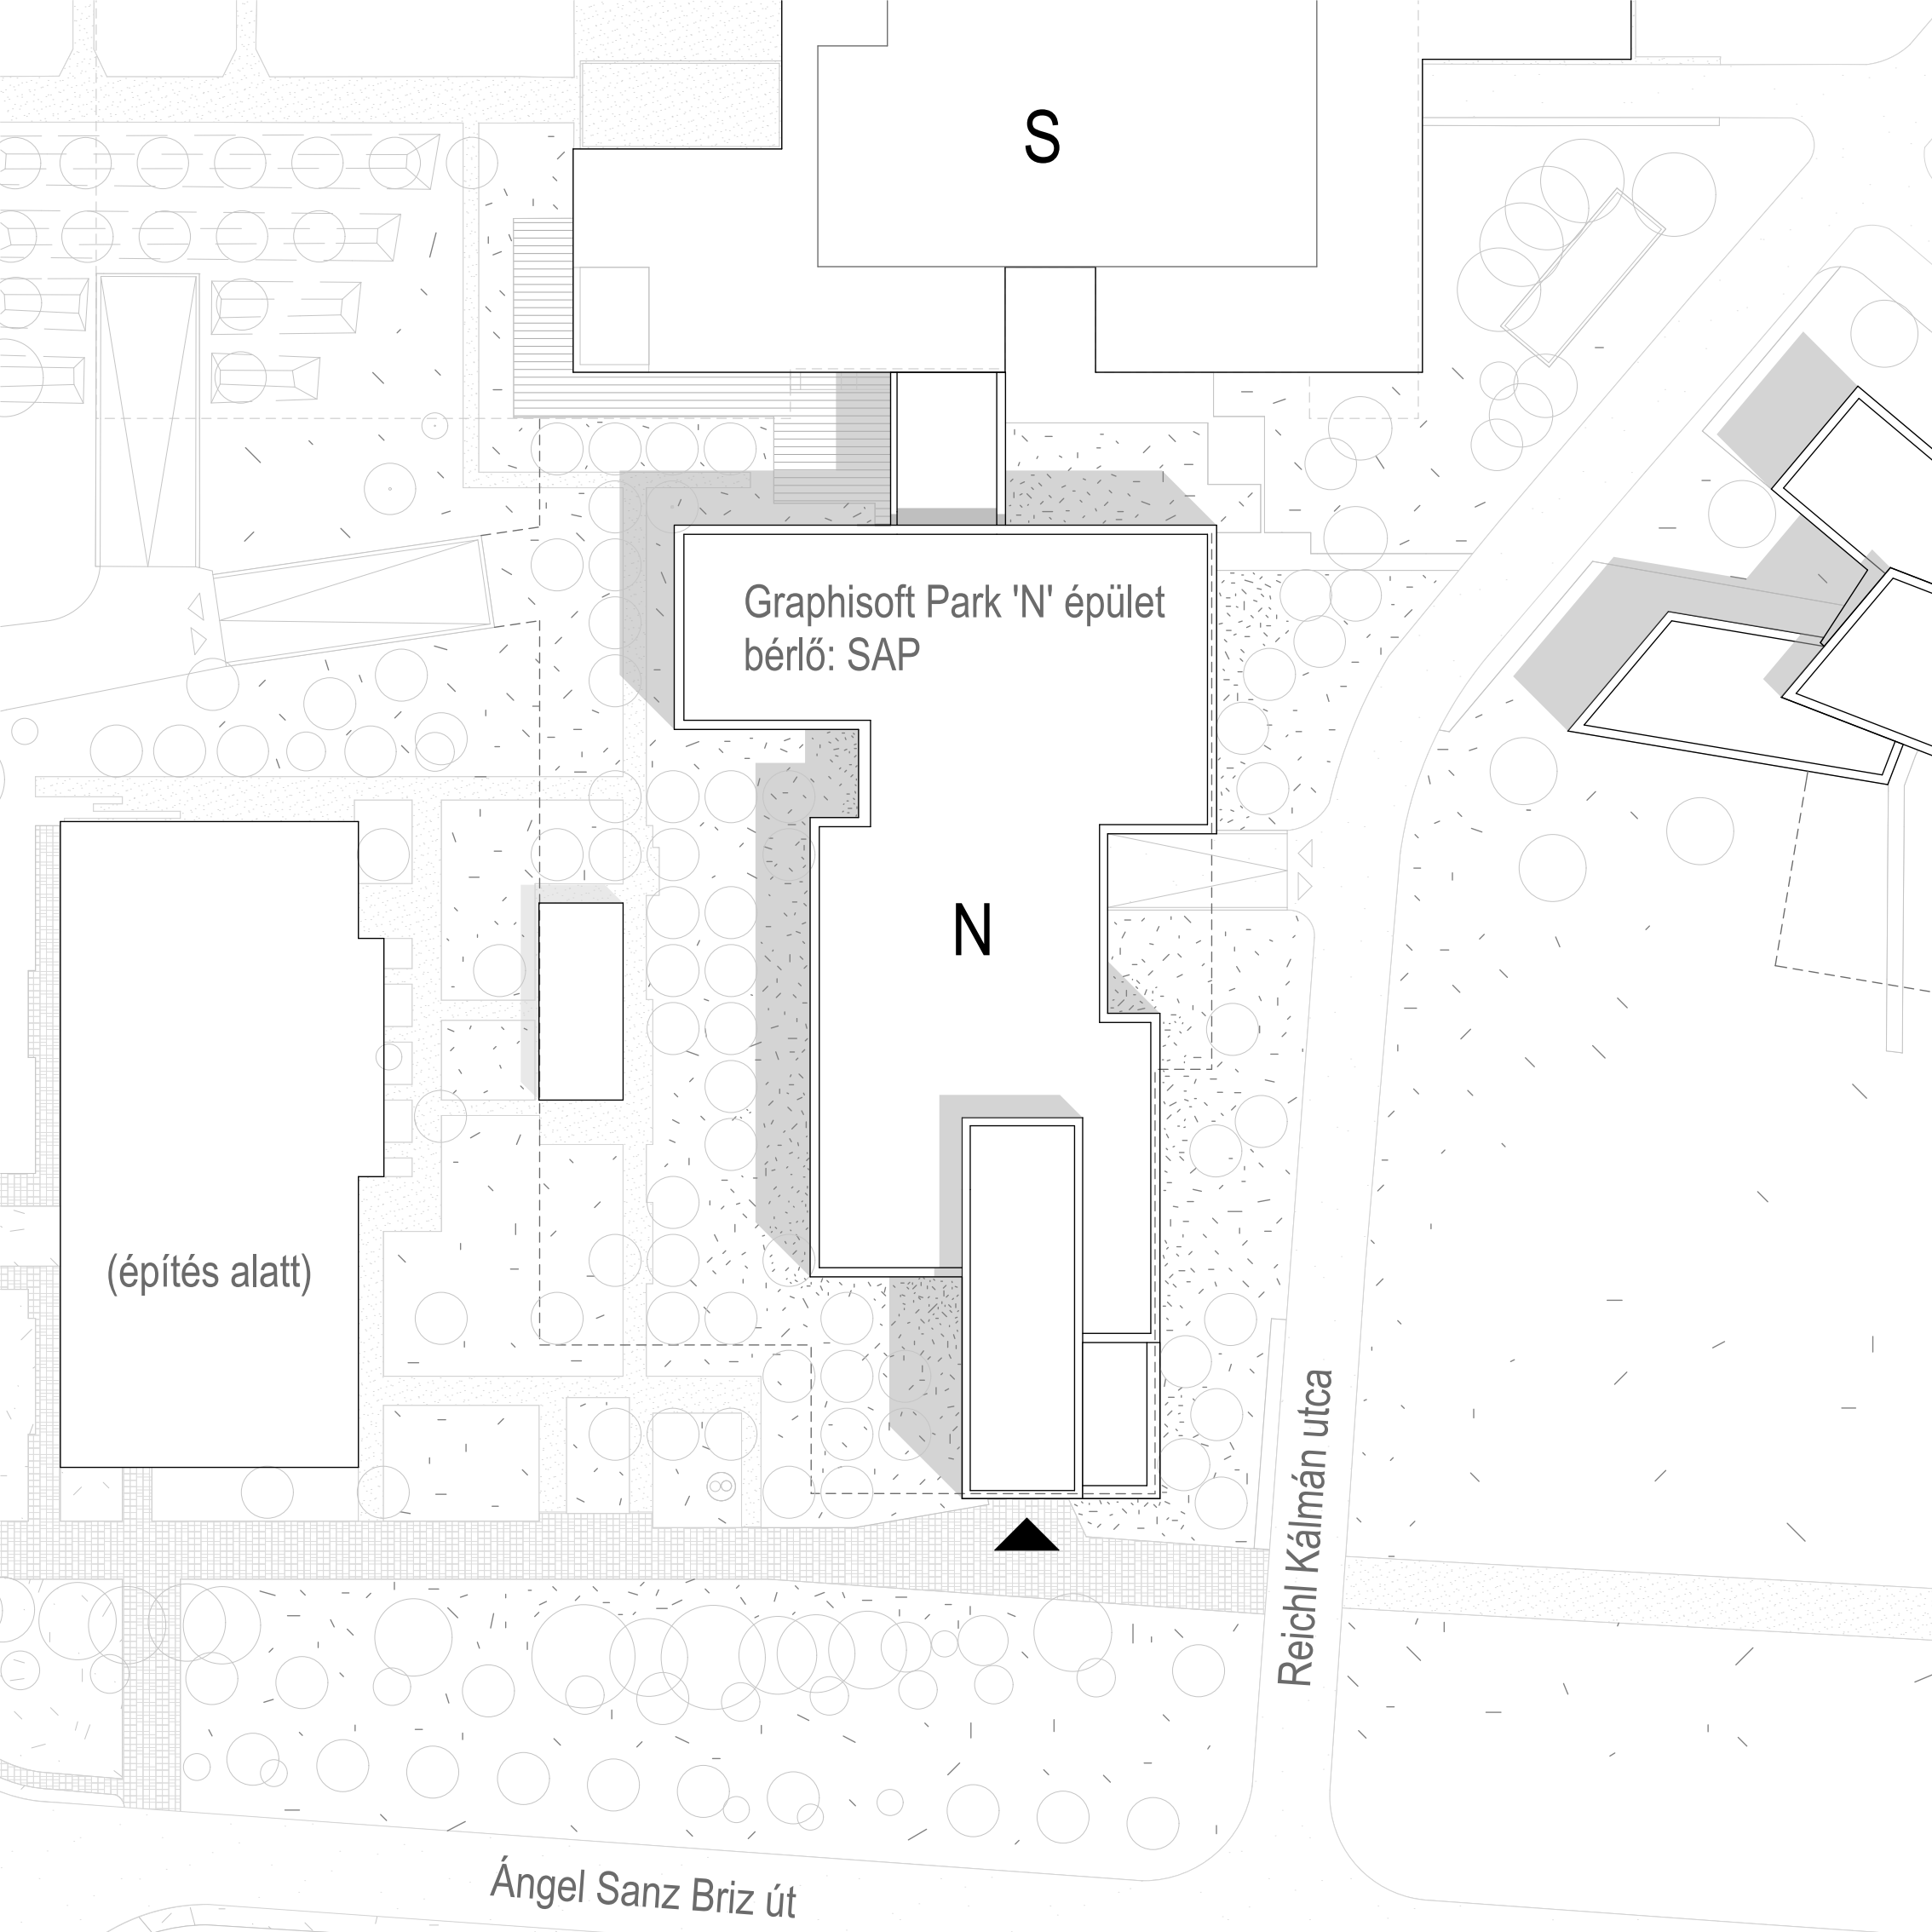 S
Graphisoft Park 'N' épület
bérlő: SAP
N
(építés alatt)
Reichl Kálmán utca
Ángel Sanz Briz út